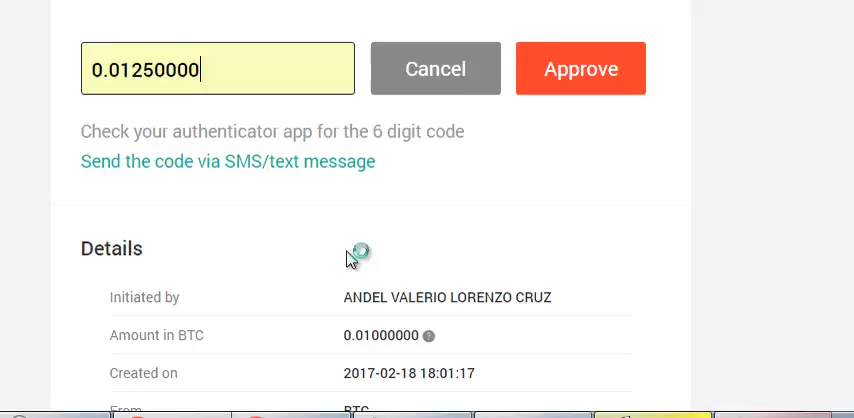 0.01250000
Cancel
Approve
Check your authenticator app for the 6 digit code
Send the code via SMS/text message
Details
Initiated by ANDEL VALERIO LORENZO CRUZ
Amount in BTC 0.01000000 ?
Created on 2017-02-18 18:01:17
From BTC